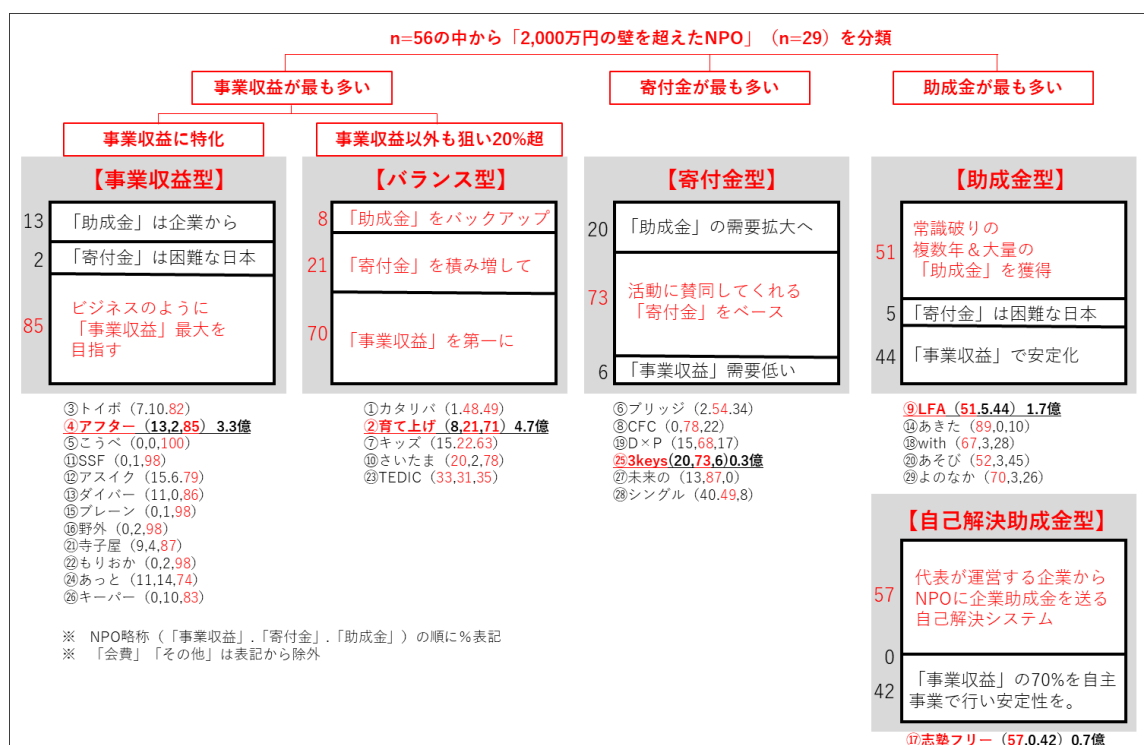 n=56の中から「2,000万円の壁を超えたNPO」（n=29）を分類
事業収益が最も多い
寄付金が最も多い
助成金が最も多い
事業収益に特化
事業収益以外も狙い20%超
【事業収益型】
13
「助成金」は企業から
2
「寄付金」は困難な日本
85
ビジネスのように
「事業収益」最大を
目指す
③トイボ（7.10.82）
④アフター（13,2,85） 3.3億
⑤こうべ（0,0,100）
⑪SSF（0,1,98）
⑫アスイク（15.6.79）
⑬ダイバー（11,0,86）
⑮ブレーン（0,1,98）
⑯野外（0,2,98）
㉑寺子屋（9,4,87）
㉒もりおか（0,2,98）
㉔あっと（11,14,74）
㉖キーパー（0,10,83）
【バランス型】
8
「助成金」をバックアップ
21
「寄付金」を積み増して
70
「事業収益」を第一に
①カタリバ（1.48.49）
②育て上げ（8,21,71） 4.7億
⑦キッズ（15.22.63）
⑩さいたま（20,2,78）
㉓TEDIC（33,31,35）
【寄付金型】
20
「助成金」の需要拡大へ
73
活動に賛同してくれる
「寄付金」をベース
6
「事業収益」需要低い
⑥ブリッジ（2.54.34）
⑧CFC（0,78,22）
⑲D×P（15,68,17）
㉕3keys(20,73,6)0.3億
㉗未来の（13,87,0）
㉘シングル（40.49,8）
【助成金型】
51
常識破りの
複数年＆大量の
「助成金」を獲得
5
「寄付金」は困難な日本
44
「事業収益」で安定化
⑨LFA（51.5.44） 1.7億
⑭あきた（89,0,10）
⑱with（67,3,28）
⑳あそび（52,3,45）
㉙よのなか（70,3,26）
【自己解決助成金型】
57
代表が運営する企業から
NPOに企業助成金を送る
自己解決システム
0
42
「事業収益」の70%を自主
事業で行い安定性を。
⑰志塾フリー（57,0,42）0.7億
※ NPO略称（「事業収益」.「寄付金」.「助成金」）の順に%表記
※ 「会費」「その他」は表記から除外